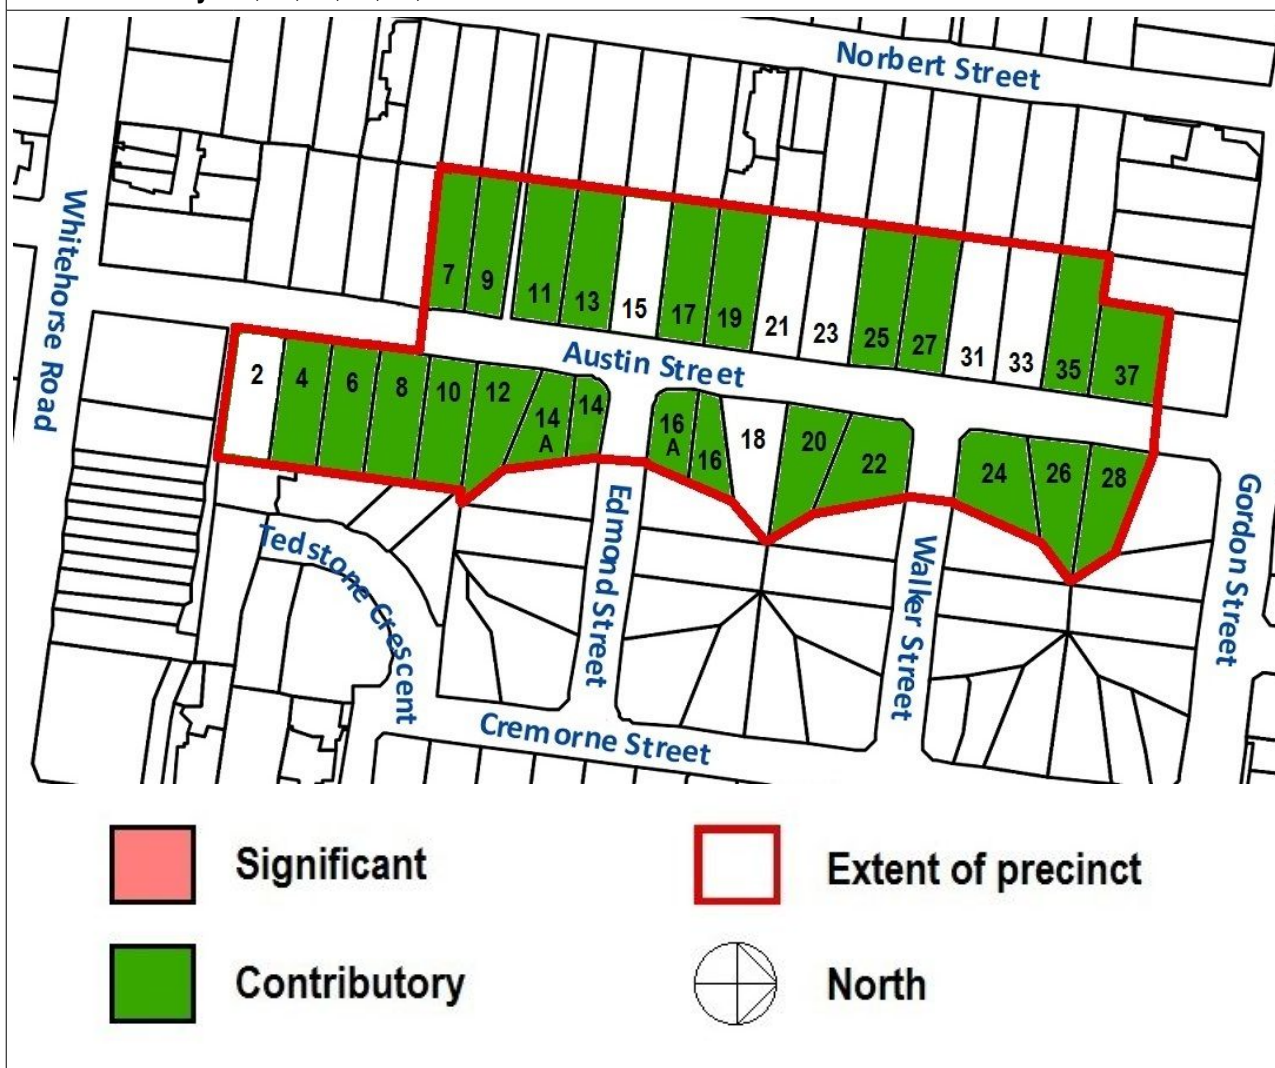 Norbert Street
Whitehorse Road
7
9
11
13
15
17
19
21
23
25
27
31
33
35
37
Austin Street
2
4
6
8
10
12
14
A
14
16
A
16
18
20
22
24
26
28
Tedstone Crescent
Edmond Street
Walker Street
Gordon Street
Cremorne Street
Significant
Extent of precinct
Contributory
North